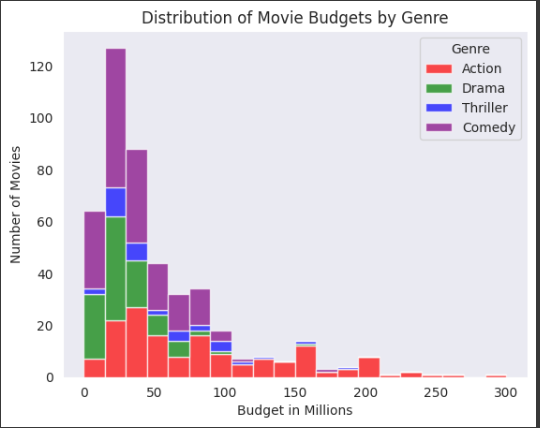 Distribution of Movie Budgets by Genre
Genre
Action
Drama
Thriller
Comedy
120
100
80
60
40
20
0
Number of Movies
0 50 100 150 200 250 300
Budget in Millions